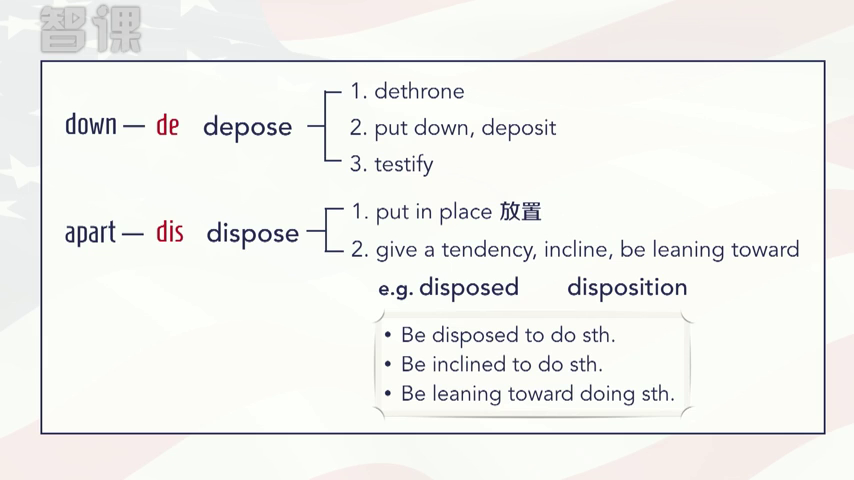 智课
down — de depose
1. dethrone
2. put down, deposit
3. testify
apart — dis dispose
1. put in place 放置
2. give a tendency, incline, be leaning toward
e.g. disposed disposition
• Be disposed to do sth.
• Be inclined to do sth.
• Be leaning toward doing sth.